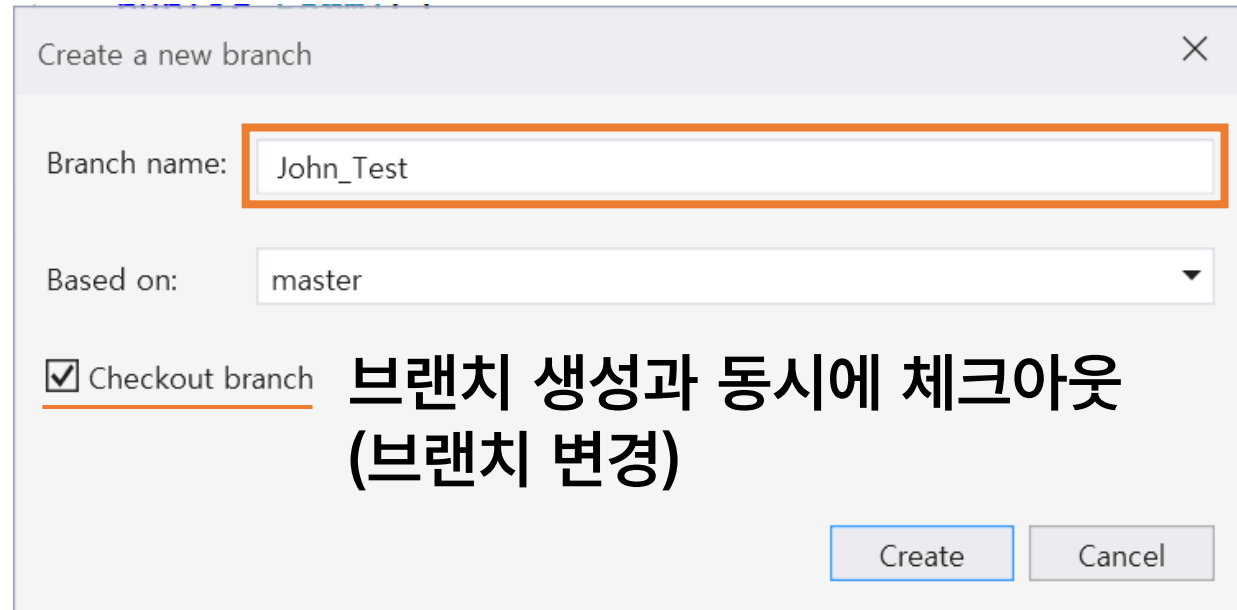 Create a new branch
Branch name: John_Test
Based on: master
Checkout branch 브랜치 생성과 동시에 체크아웃
(브랜치 변경)
Create Cancel